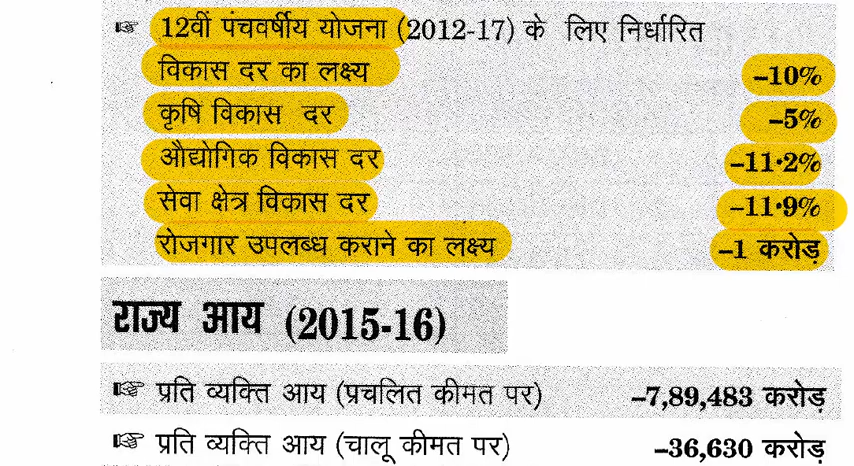 ☞ 12वीं पंचवर्षीय योजना (2012-17) के लिए निर्धारित
विकास दर का लक्ष्य –10%
कृषि विकास दर –5%
औद्योगिक विकास दर –11·2%
सेवा क्षेत्र विकास दर –11·9%
रोजगार उपलब्ध कराने का लक्ष्य –1 करोड़
राज्य आय (2015-16)
☞ प्रति व्यक्ति आय (प्रचलित कीमत पर) –7,89,483 करोड़
☞ प्रति व्यक्ति आय (चालू कीमत पर) –36,630 करोड़